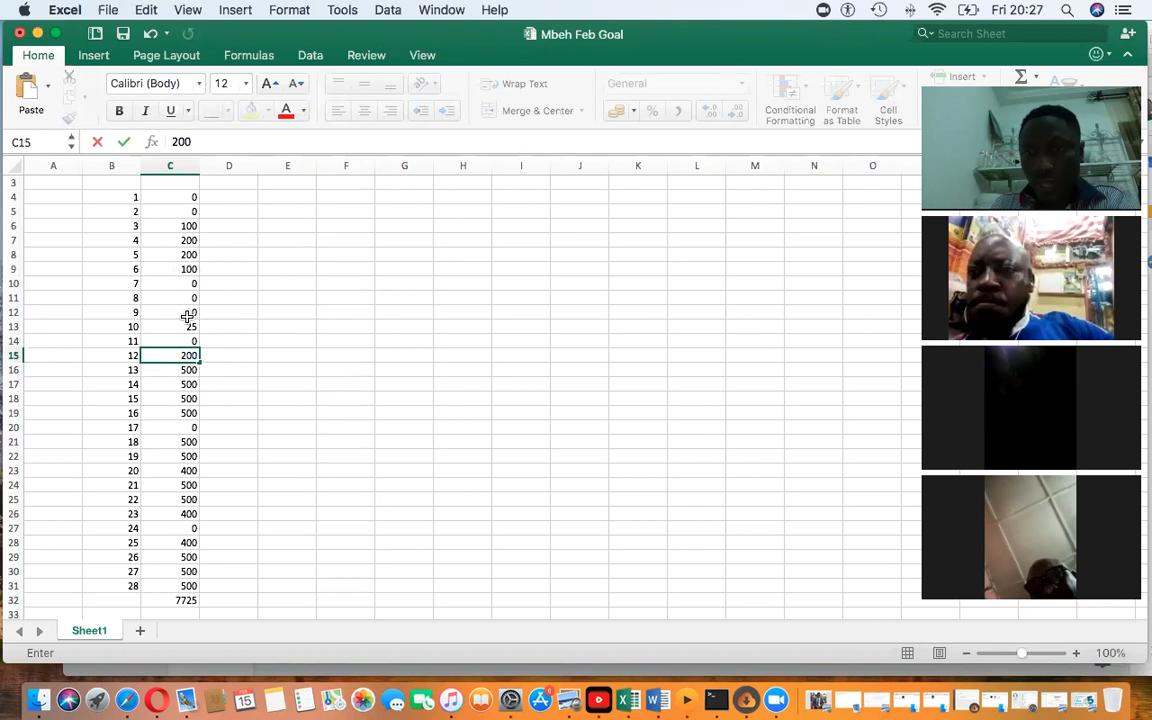 Excel File Edit View Insert Format Tools Data Window Help Fri 20:27
Mbeh Feb Goal
Search Sheet
Home Insert Page Layout Formulas Data Review View
Paste
Calibri (Body) 12 A A
B I U A
Wrap Text
Merge & Center
General
%
Conditional Formatting
Format as Table
Cell Styles
Insert
C15 fx 200
A B C D E F G H I J K L M N O
3
4 1 0
5 2 0
6 3 100
7 4 200
8 5 200
9 6 100
10 7 0
11 8 0
12 9 0
13 10 25
14 11 0
15 12 200
16 13 500
17 14 500
18 15 500
19 16 500
20 17 0
21 18 500
22 19 500
23 20 400
24 21 500
25 22 500
26 23 400
27 24 0
28 25 400
29 26 500
30 27 500
31 28 500
32 7725
33
Sheet1
Enter 100%
15